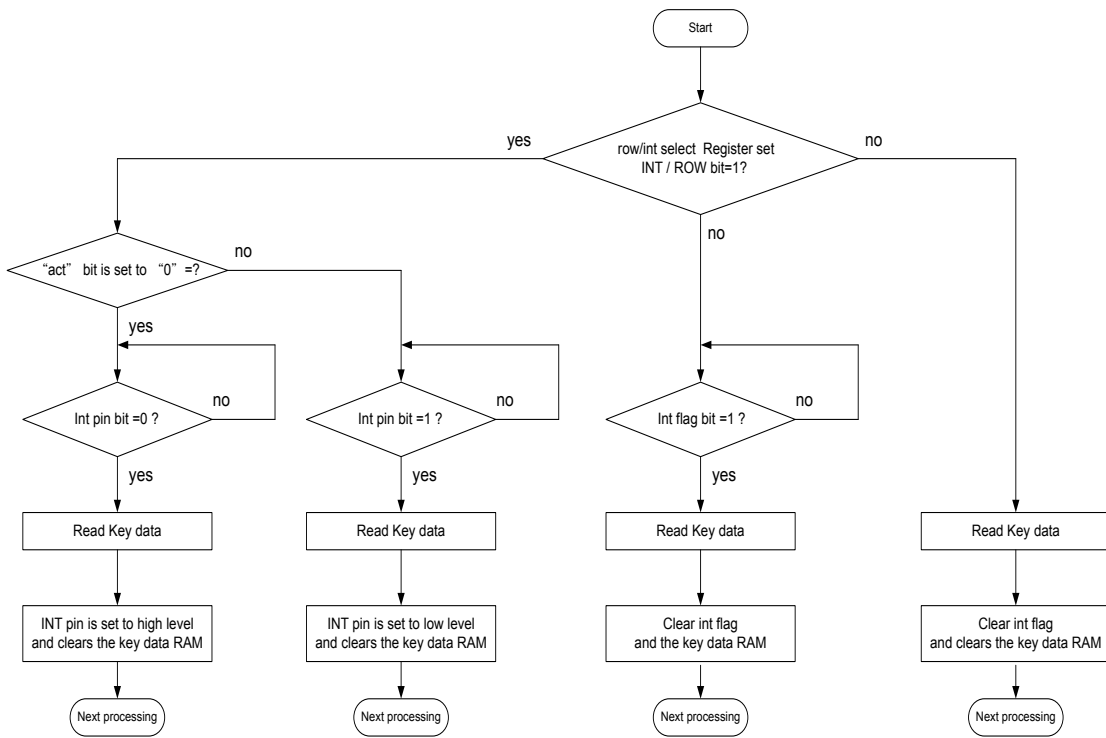 Start
row/int select Register set
INT / ROW bit=1?
yes
no
no
“act” bit is set to “0” =?
no
yes
Int pin bit =0 ?
no
Int pin bit =1 ?
no
Int flag bit =1 ?
no
yes
yes
yes
Read Key data
Read Key data
Read Key data
Read Key data
INT pin is set to high level
and clears the key data RAM
INT pin is set to low level
and clears the key data RAM
Clear int flag
and the key data RAM
Clear int flag
and clears the key data RAM
Next processing
Next processing
Next processing
Next processing